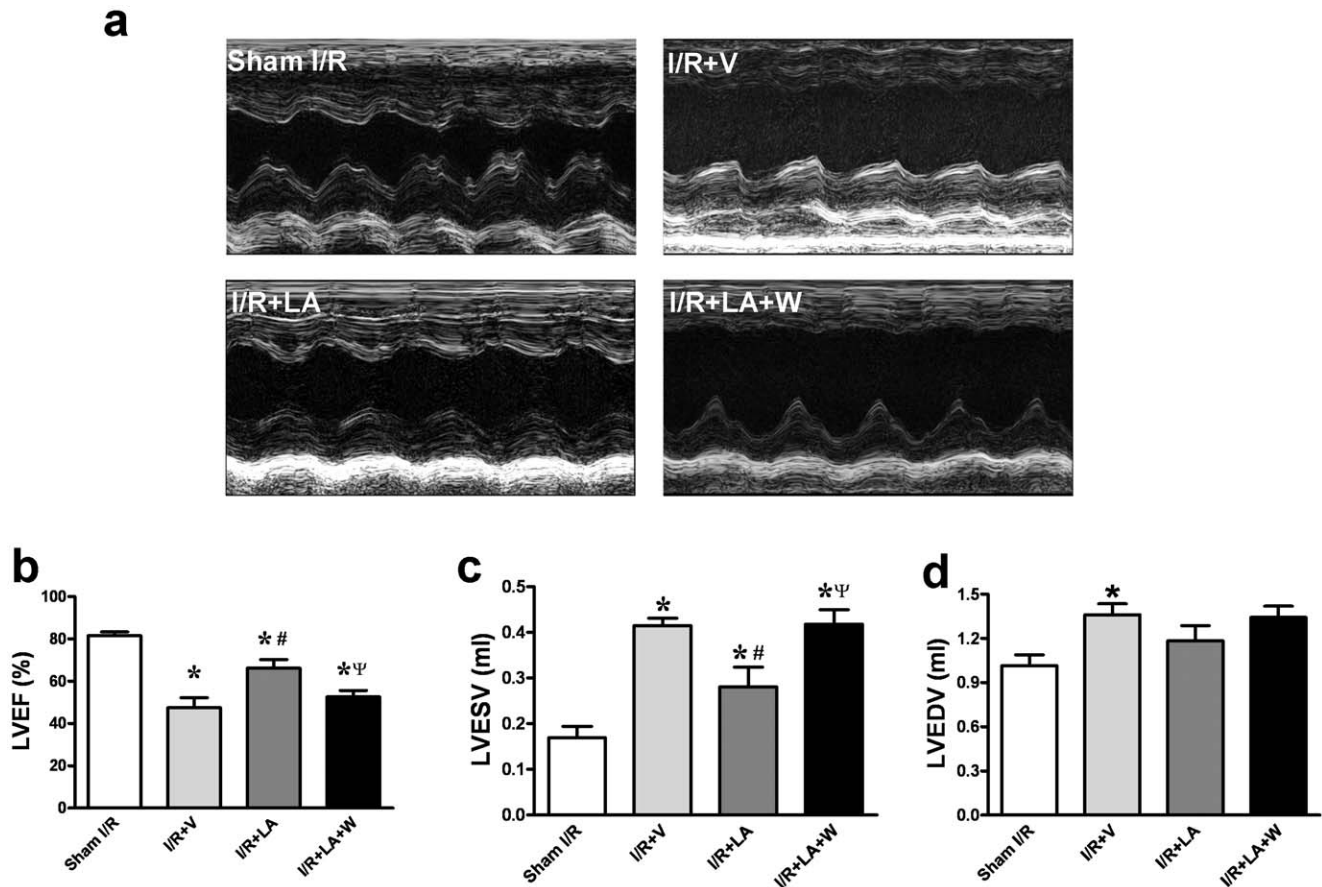 a
Sham I/R
I/R+V
I/R+LA
I/R+LA+W
b
LVEF (%)
100
80
60
40
20
0
*
* #
*Ψ
Sham I/R
I/R+V
I/R+LA
I/R+LA+W
c
LVESV (ml)
0.5
0.4
0.3
0.2
0.1
0.0
*
* #
*Ψ
Sham I/R
I/R+V
I/R+LA
I/R+LA+W
d
LVEDV (ml)
1.5
1.2
0.9
0.6
0.3
0.0
*
Sham I/R
I/R+V
I/R+LA
I/R+LA+W